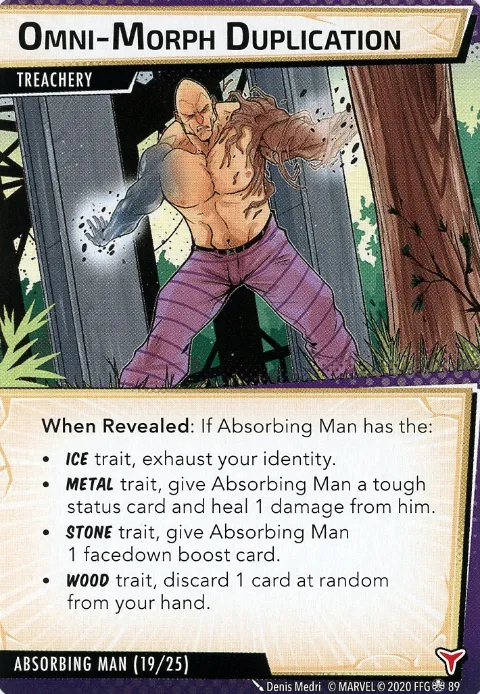 Omni-Morph Duplication
TREACHERY
When Revealed: If Absorbing Man has the:
• ICE trait, exhaust your identity.
• METAL trait, give Absorbing Man a tough
status card and heal 1 damage from him.
• STONE trait, give Absorbing Man
1 facedown boost card.
• WOOD trait, discard 1 card at random
from your hand.
ABSORBING MAN (19/25)
Denis Medri © MARVEL © 2020 FFG 89